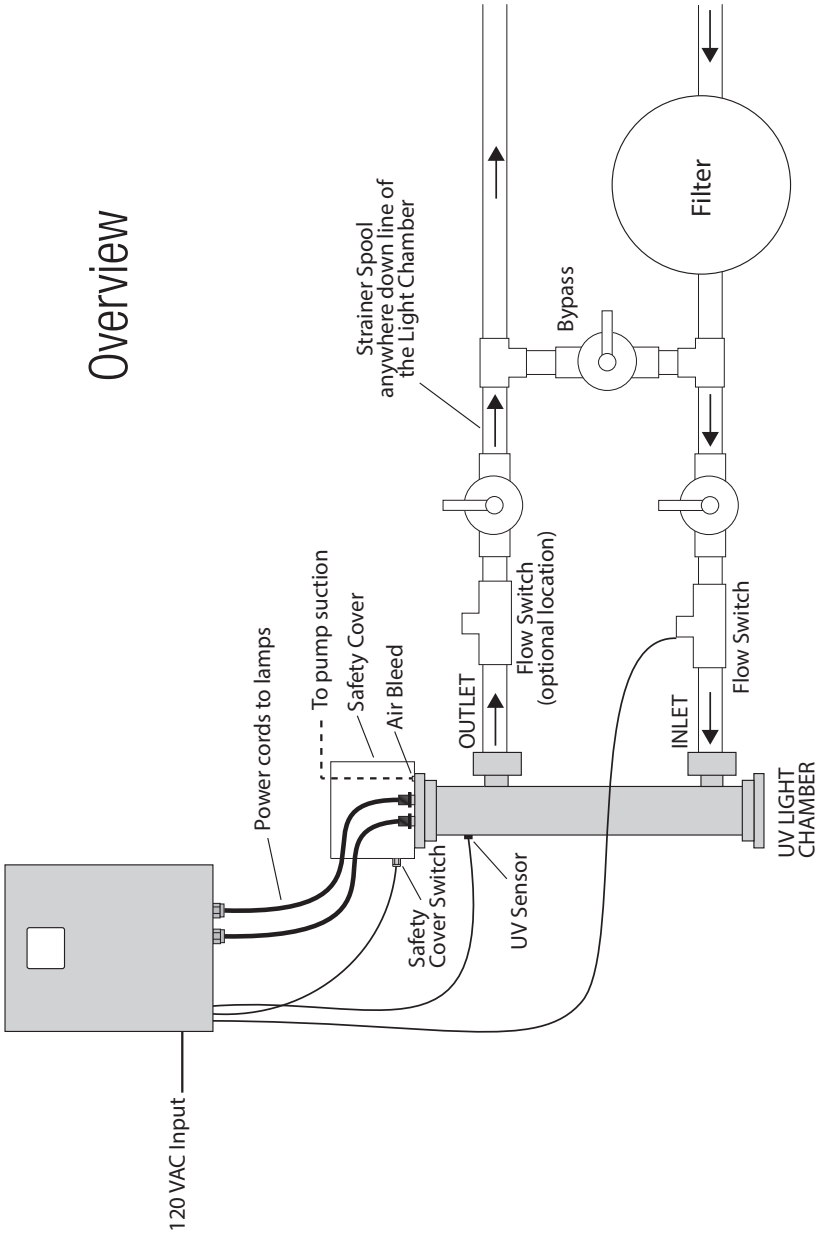 Overview
120 VAC Input
Power cords to lamps
To pump suction
Safety Cover
Air Bleed
Safety
Cover Switch
UV Sensor
OUTLET
Flow Switch
(optional location)
Strainer Spool
anywhere down line of
the Light Chamber
Bypass
Filter
INLET
Flow Switch
UV LIGHT
CHAMBER